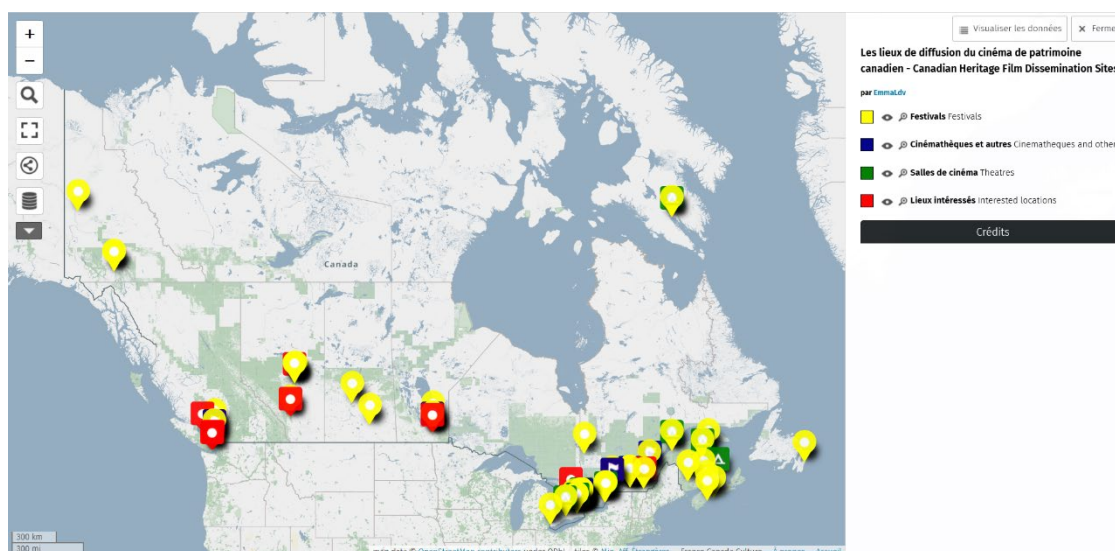 +
−
Visualiser les données
Ferme
Les lieux de diffusion du cinéma de patrimoine
canadien - Canadian Heritage Film Dissemination Sites
par EmmaLdv
Festivals Festivals
Cinémathèques et autres Cinematheques and other
Salles de cinéma Theatres
Lieux intéressés Interested locations
Crédits
Canada
300 km
300 mi